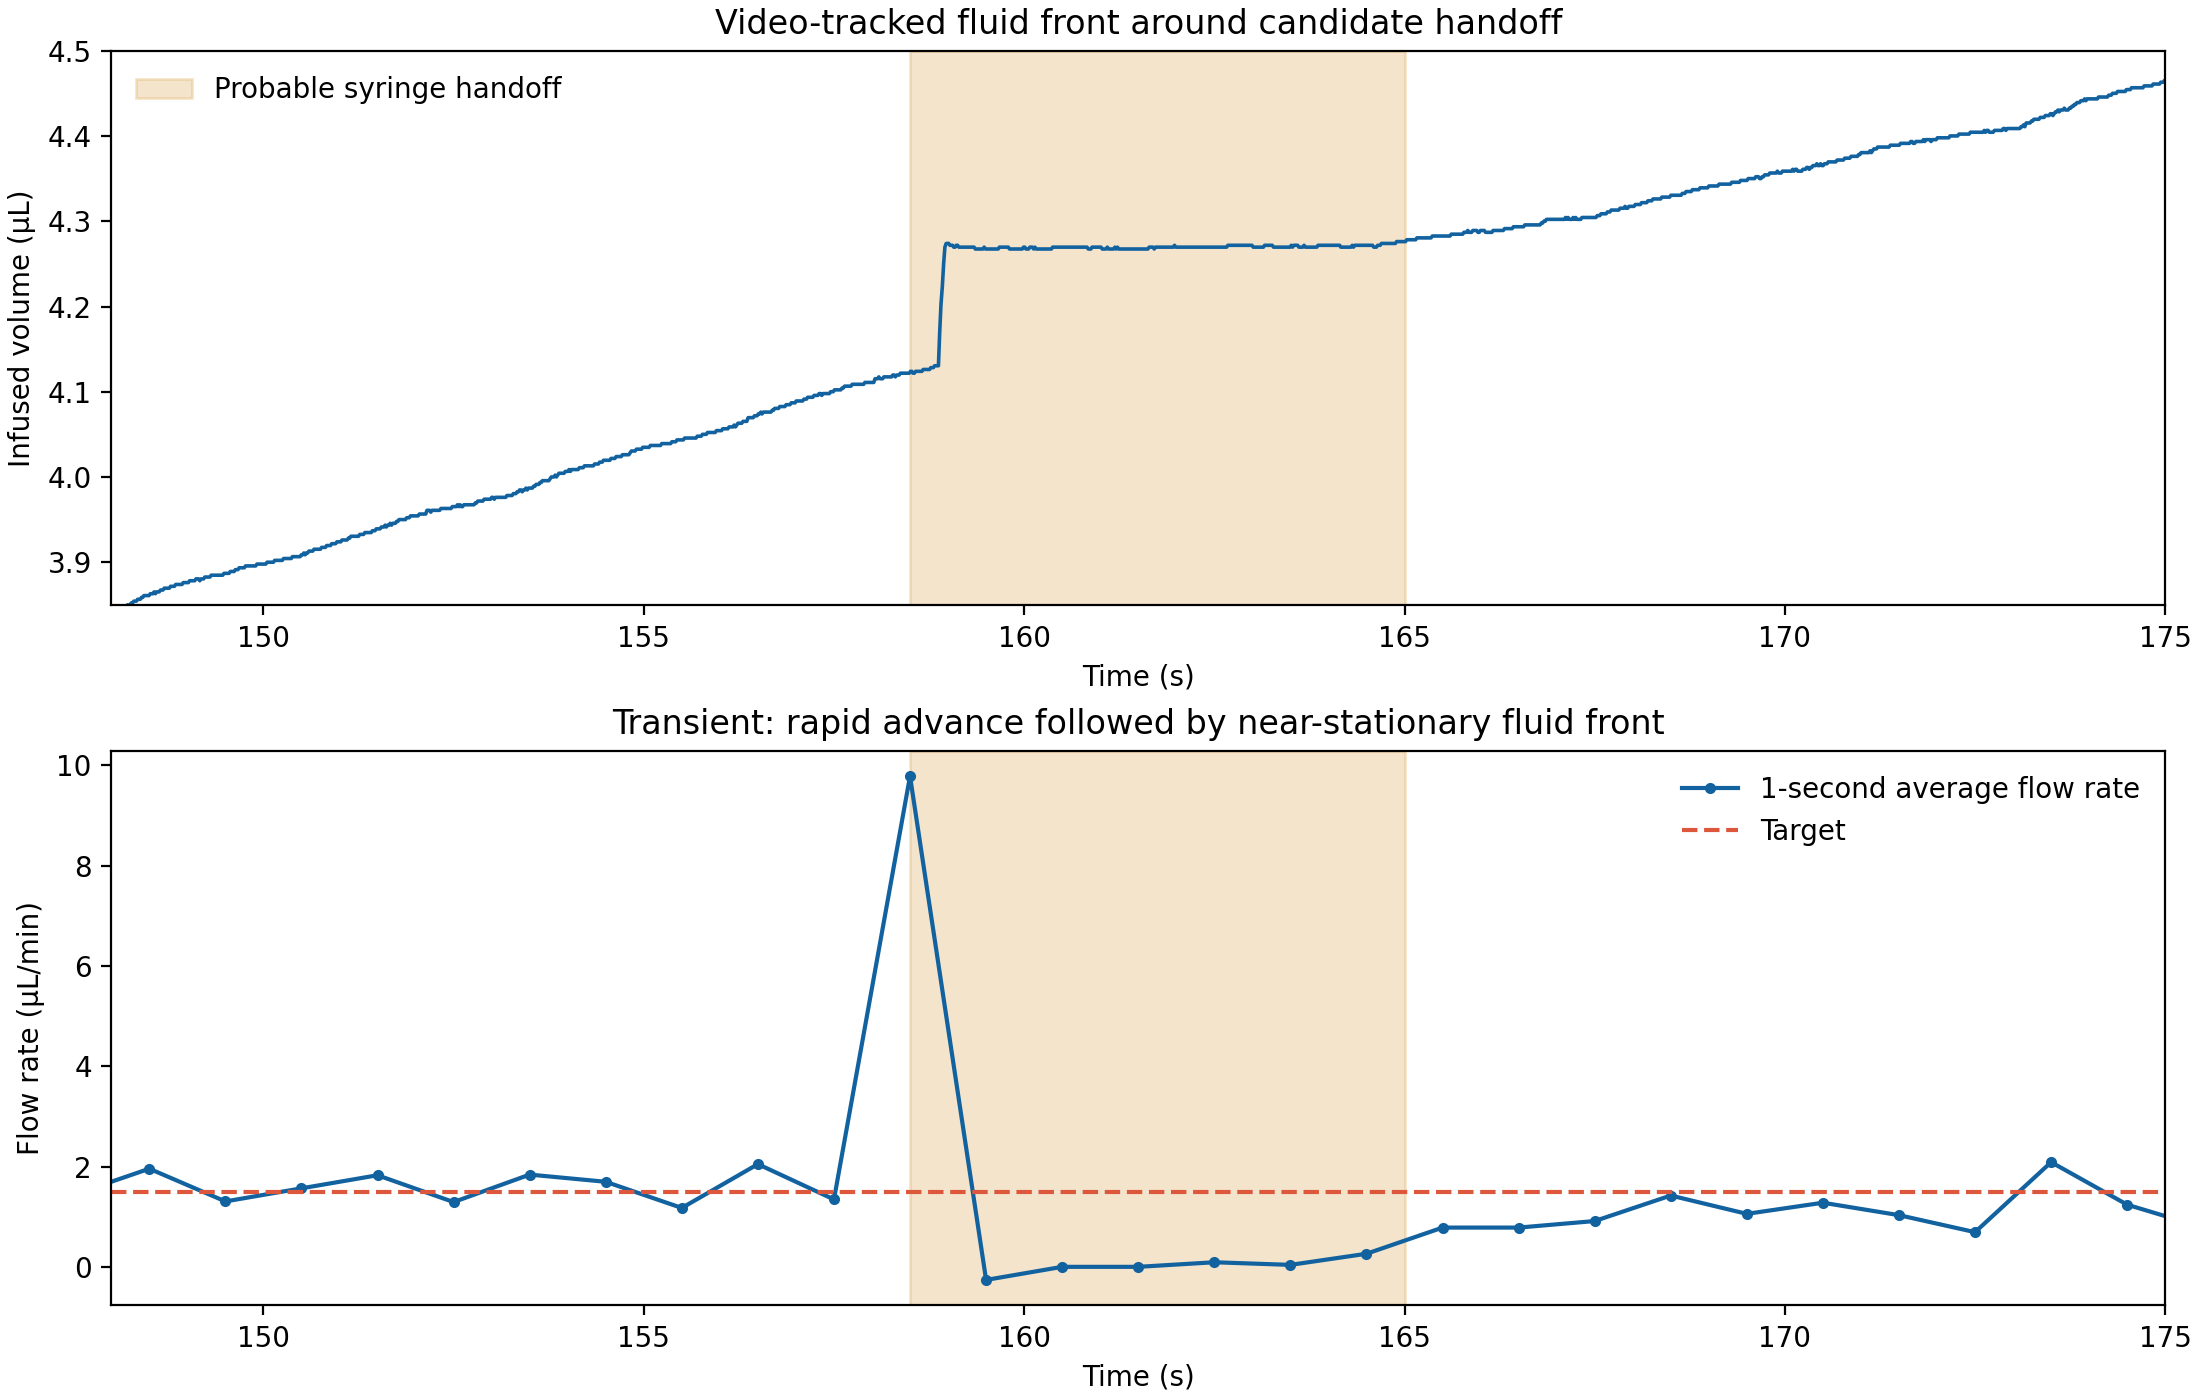 Video-tracked fluid front around candidate handoff
Probable syringe handoff
Infused volume (µL)
4.5
4.4
4.3
4.2
4.1
4.0
3.9
150 155 160 165 170 175
Time (s)
Transient: rapid advance followed by near-stationary fluid front
1-second average flow rate
Target
Flow rate (µL/min)
10
8
6
4
2
0
150 155 160 165 170 175
Time (s)